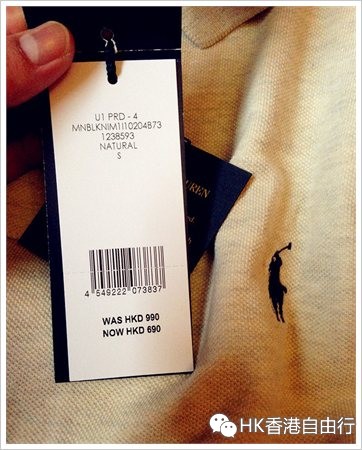 U1 PRD - 4
MNBLKNIM1I10204B73
1238593
NATURAL
S
4 549222 073837
WAS HKD 990
NOW HKD 690
HK香港自由行